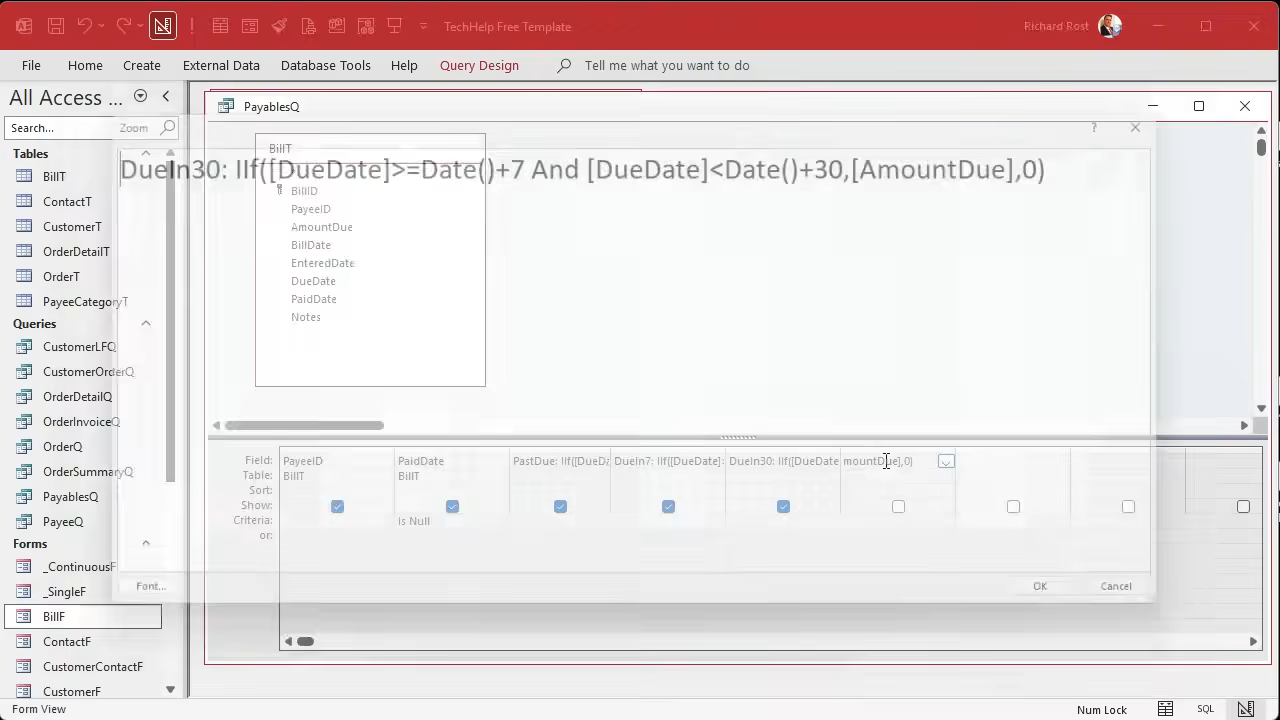 TechHelp Free Template
Richard Rost
File Home Create External Data Database Tools Help Query Design Tell me what you want to do
All Access ...
Search...
Zoom
Tables
BillT
ContactT
CustomerT
OrderDetailT
OrderT
PayeeCategoryT
Queries
CustomerLFQ
CustomerOrderQ
OrderDetailQ
OrderInvoiceQ
OrderQ
OrderSummaryQ
PayablesQ
PayeeQ
Forms
_ContinuousF
_SingleF
BillF
ContactF
CustomerContactF
CustomerF
PayablesQ
?
BillT
DueIn30: IIf([DueDate]>=Date()+7 And [DueDate]<Date()+30,[AmountDue],0)
BillID
PayeeID
AmountDue
BillDate
EnteredDate
DueDate
PaidDate
Notes
Field: PayeeID PaidDate PastDue: IIf([DueDa DueIn7: IIf([DueDate]: DueIn30: IIf([DueDate mountDue],0)
Table: BillT BillT
Sort:
Show:
Criteria: Is Null
or:
Font... OK Cancel
Form View Num Lock SQL